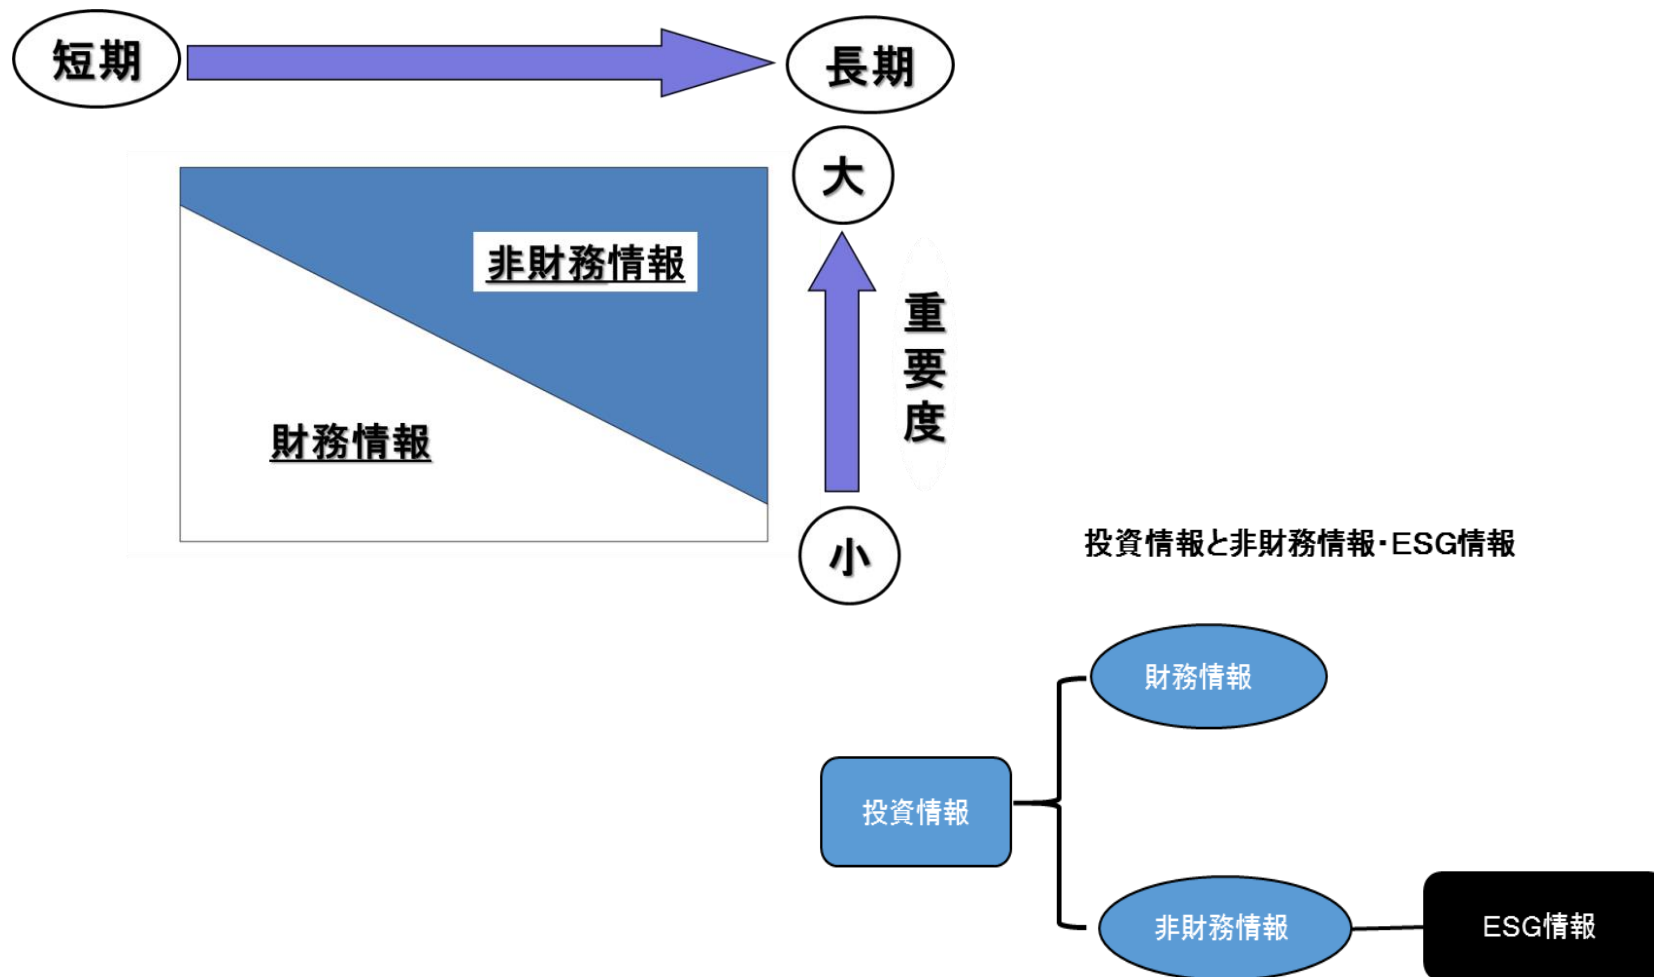 短期
長期
大
非財務情報
重要度
財務情報
小
投資情報と非財務情報・ESG情報
財務情報
投資情報
非財務情報
ESG情報